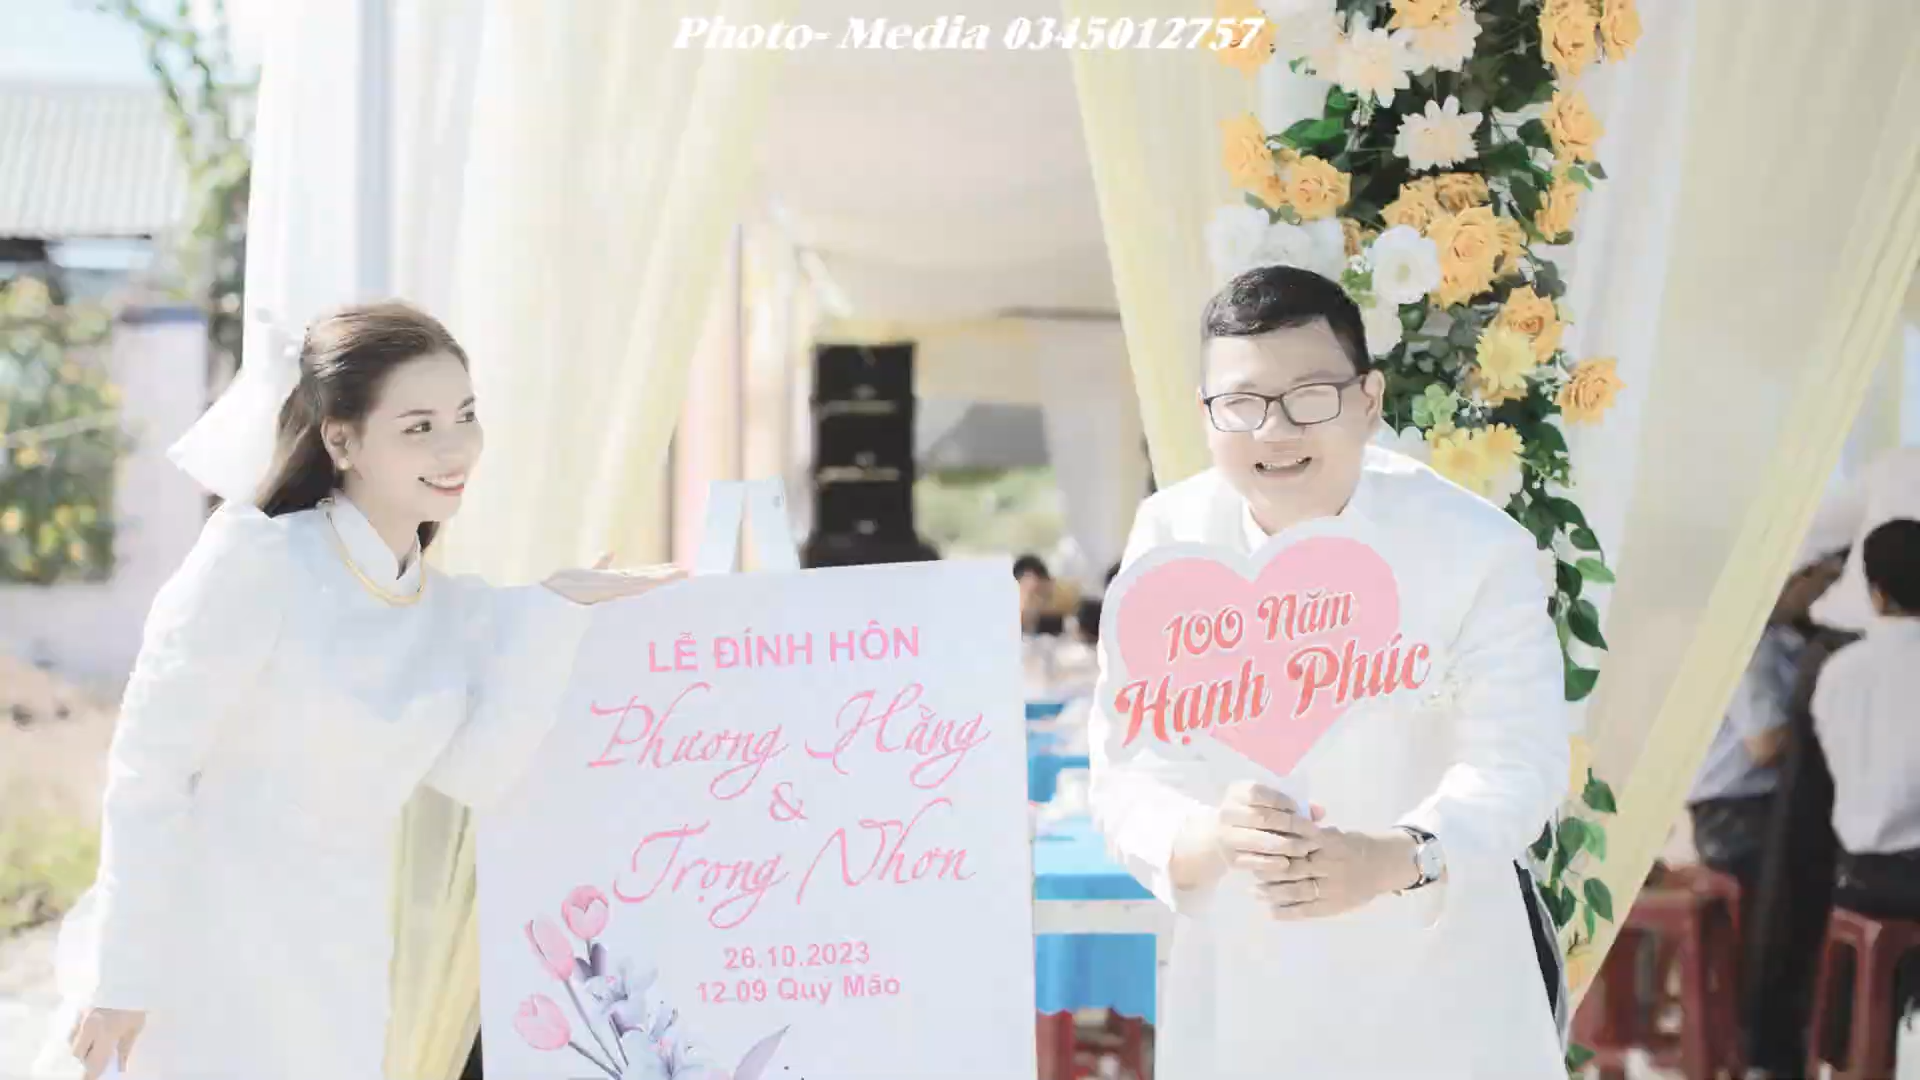 Photo- Media 0345012757
LỄ ĐÍNH HÔN
Phương Hằng
&
Trọng Nhơn
26.10.2023
12.09 Quý Mão
100 Năm
Hạnh Phúc